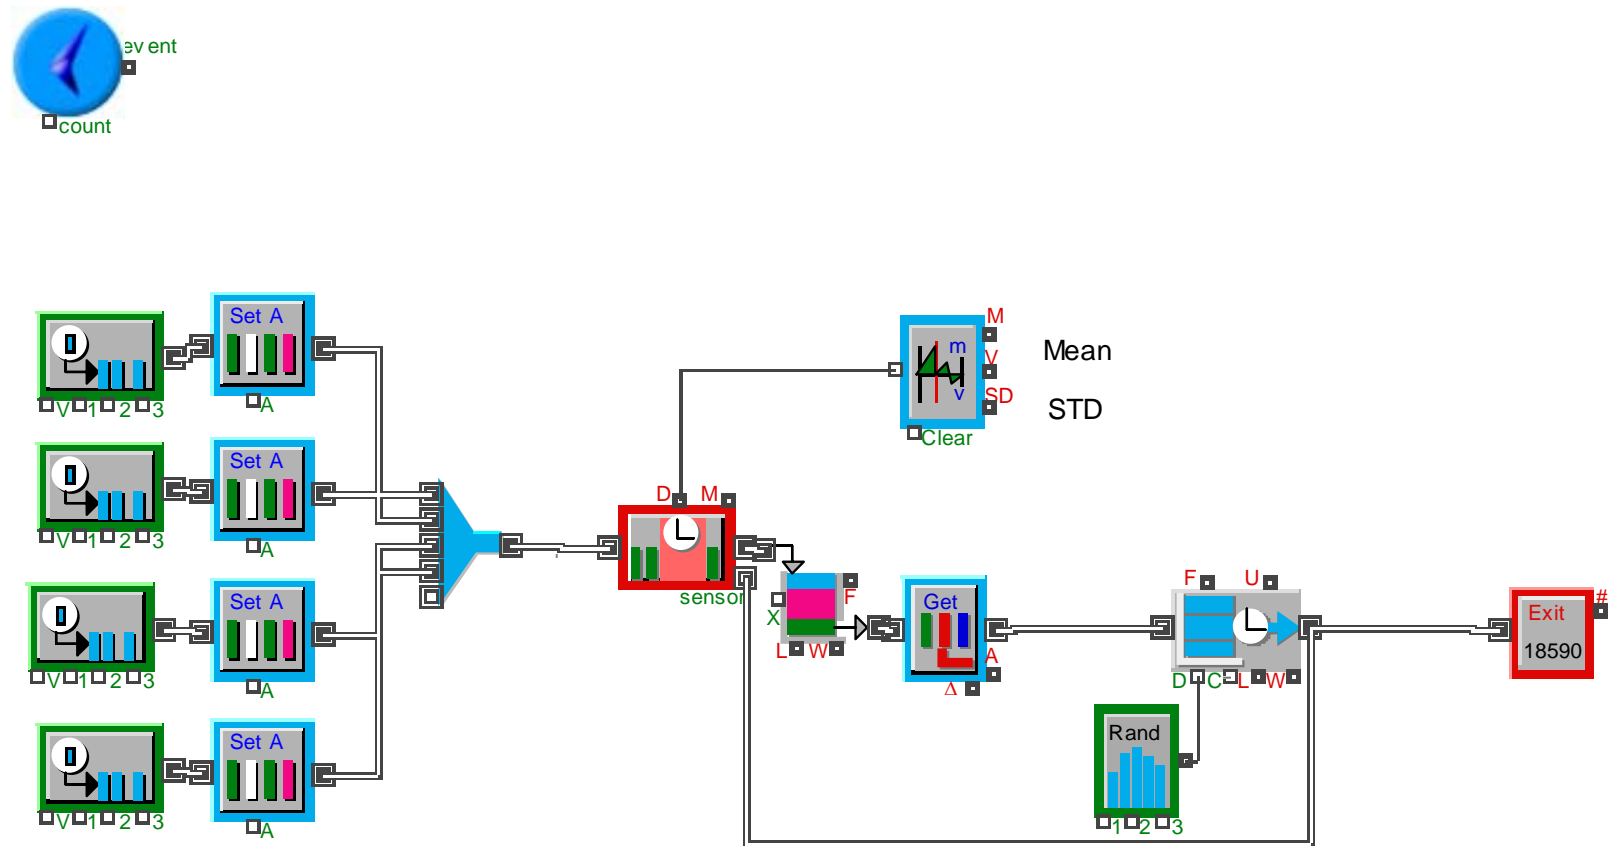 event
count
Set A
A
V 1 2 3
Set A
A
V 1 2 3
Set A
A
V 1 2 3
Set A
A
V 1 2 3
D M
sensor
M
m
V
v
SD
Clear
Mean
STD
X
F
L W
Get
A
Δ
F U
D C L W
Rand
1 2 3
#
Exit
18590